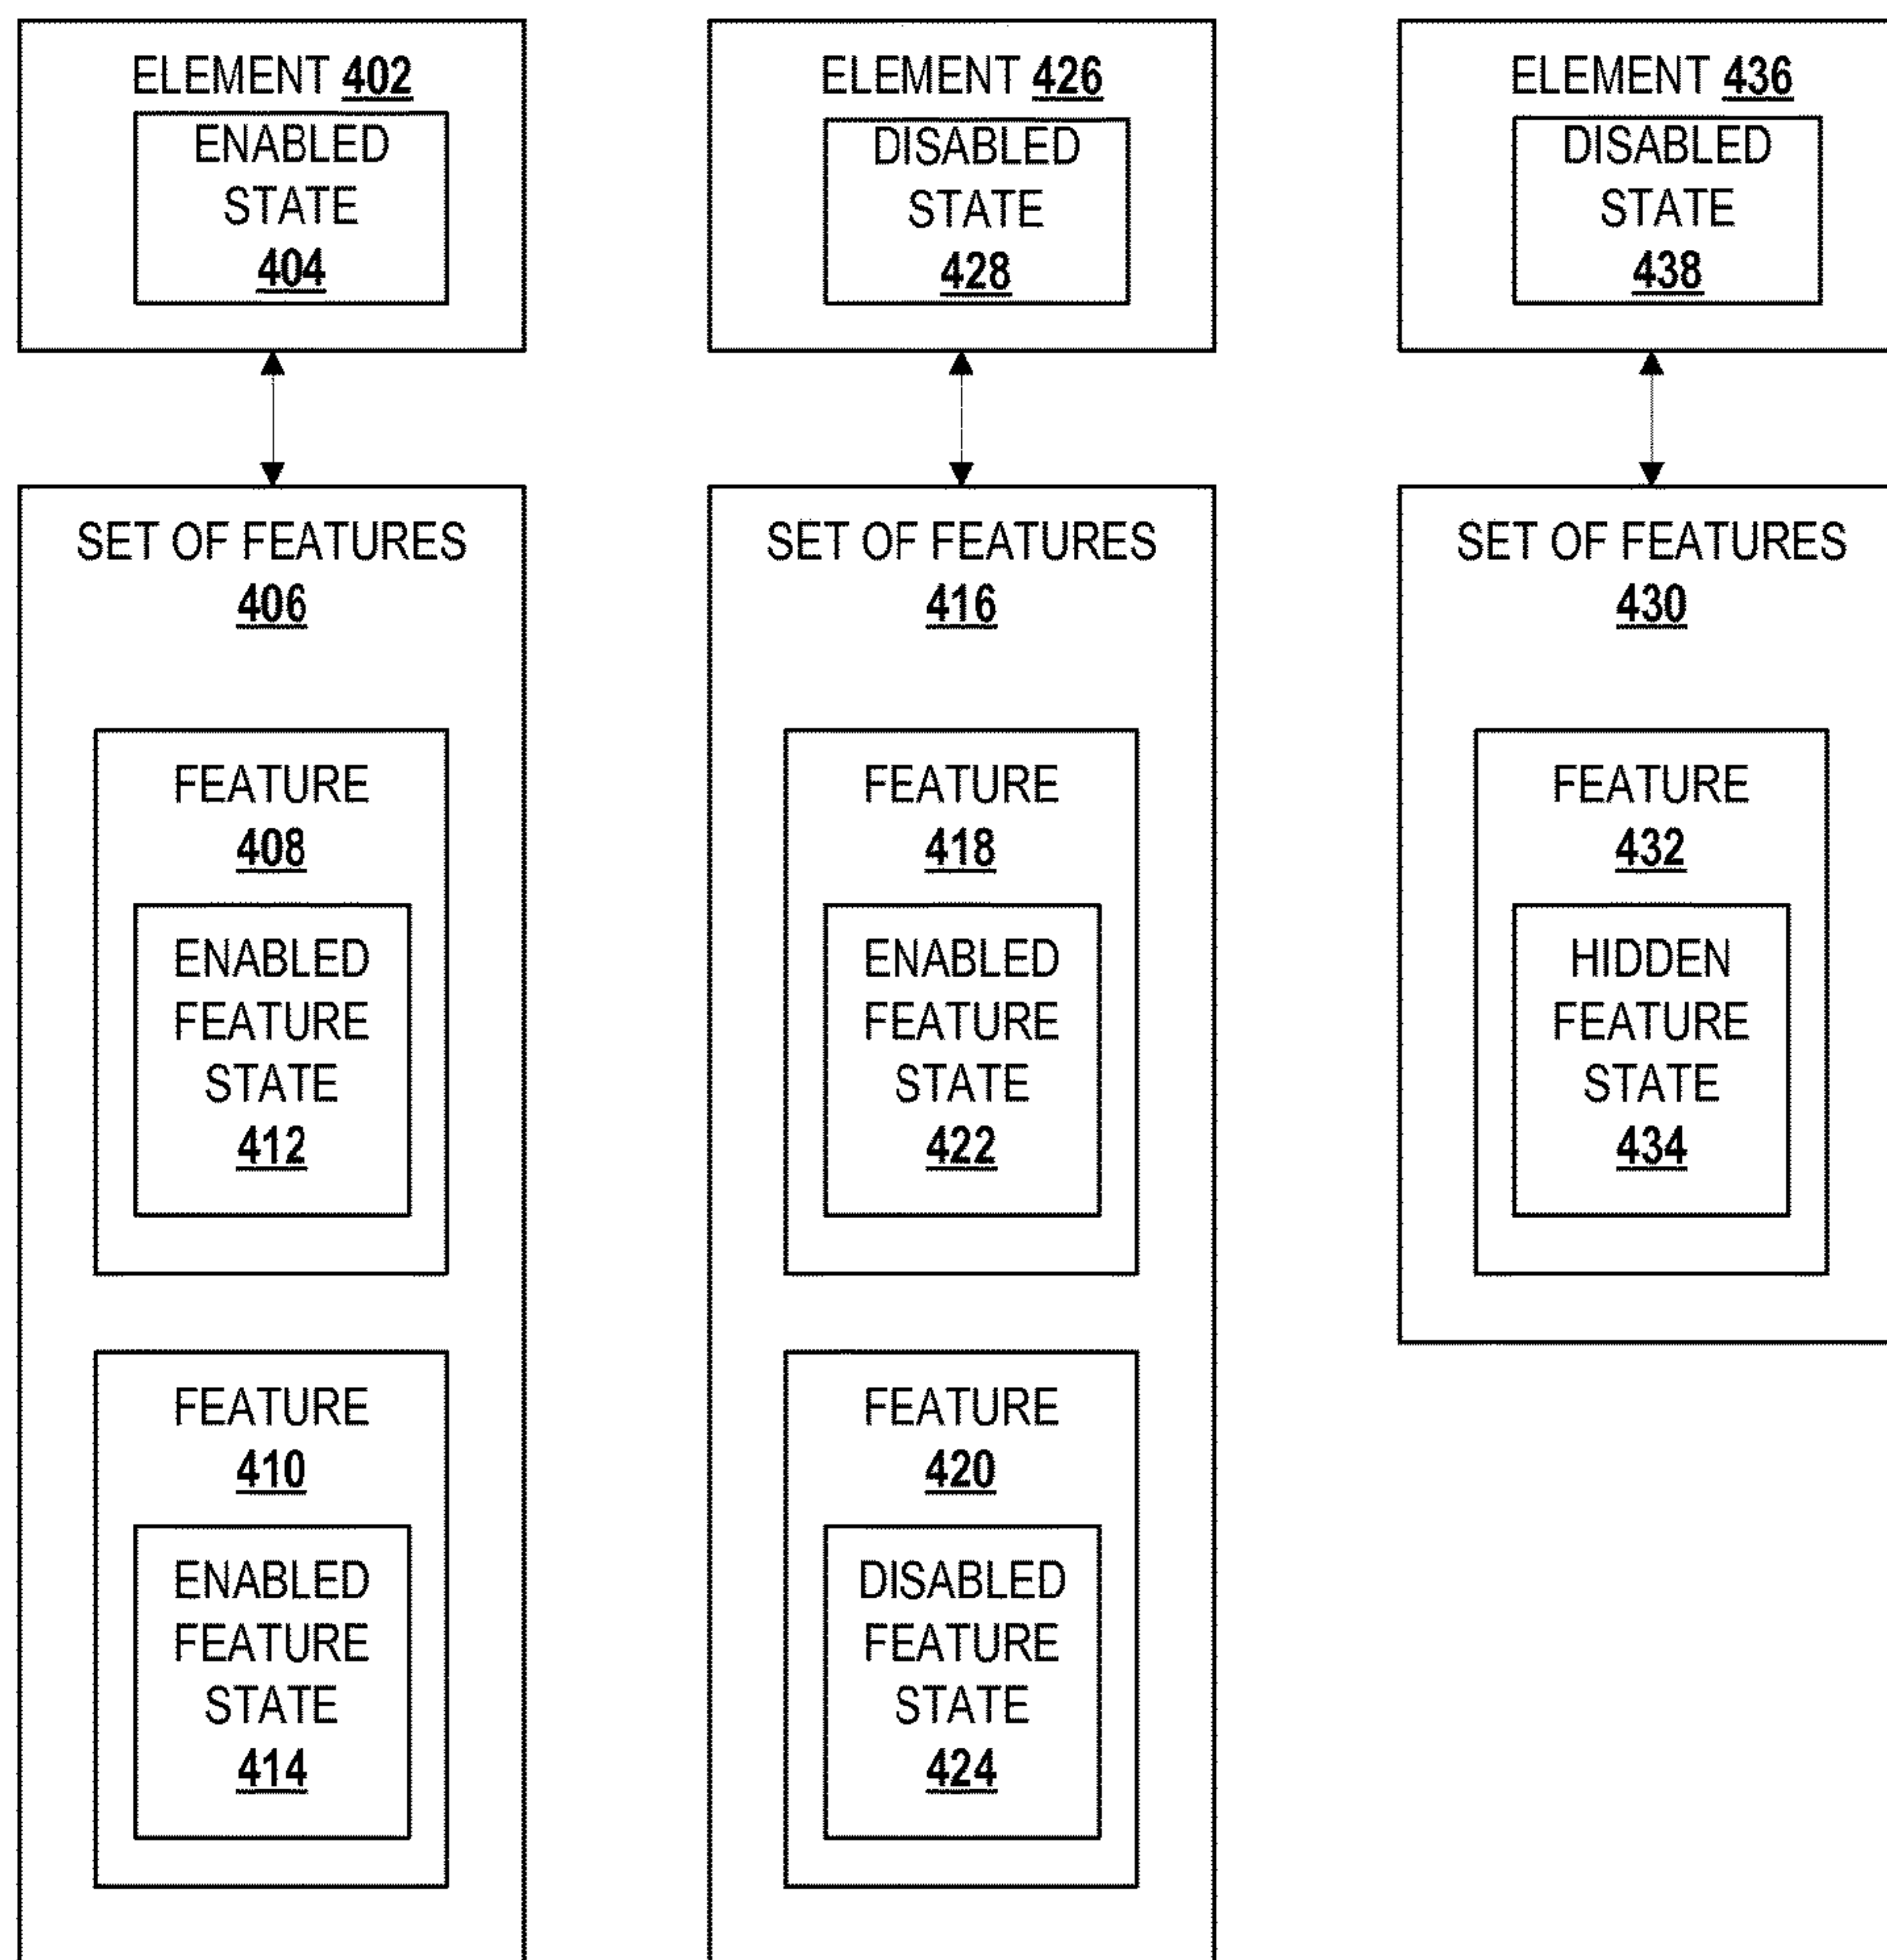 ELEMENT 402
ENABLED
STATE
404
SET OF FEATURES
406
FEATURE
408
ENABLED
FEATURE
STATE
412
FEATURE
410
ENABLED
FEATURE
STATE
414
ELEMENT 426
DISABLED
STATE
428
SET OF FEATURES
416
FEATURE
418
ENABLED
FEATURE
STATE
422
FEATURE
420
DISABLED
FEATURE
STATE
424
ELEMENT 436
DISABLED
STATE
438
SET OF FEATURES
430
FEATURE
432
HIDDEN
FEATURE
STATE
434